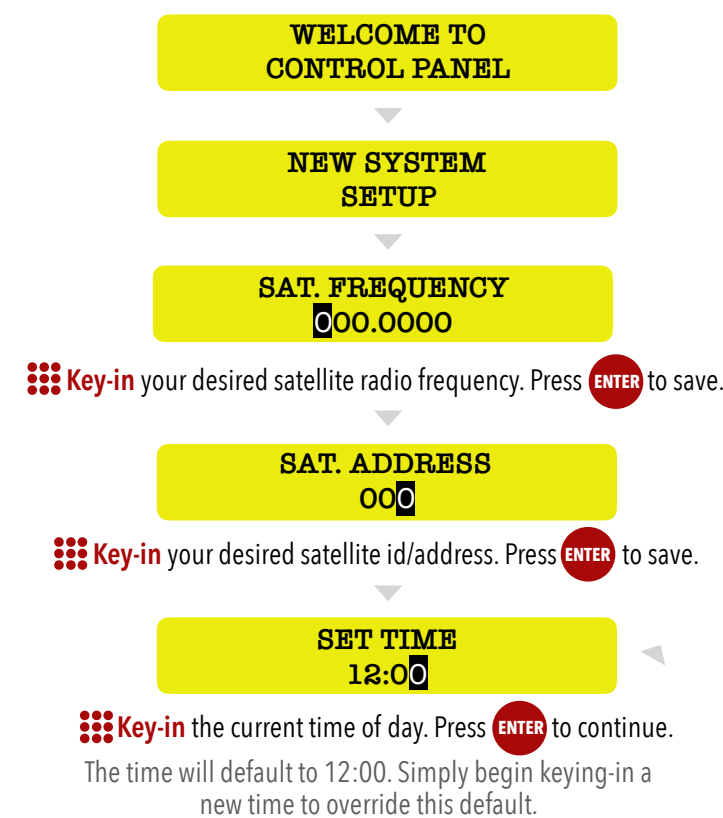 WELCOME TO
CONTROL PANEL
NEW SYSTEM
SETUP
SAT. FREQUENCY
000.0000
Key-in your desired satellite radio frequency. Press ENTER to save.
SAT. ADDRESS
000
Key-in your desired satellite id/address. Press ENTER to save.
SET TIME
12:00
Key-in the current time of day. Press ENTER to continue.
The time will default to 12:00. Simply begin keying-in a
new time to override this default.